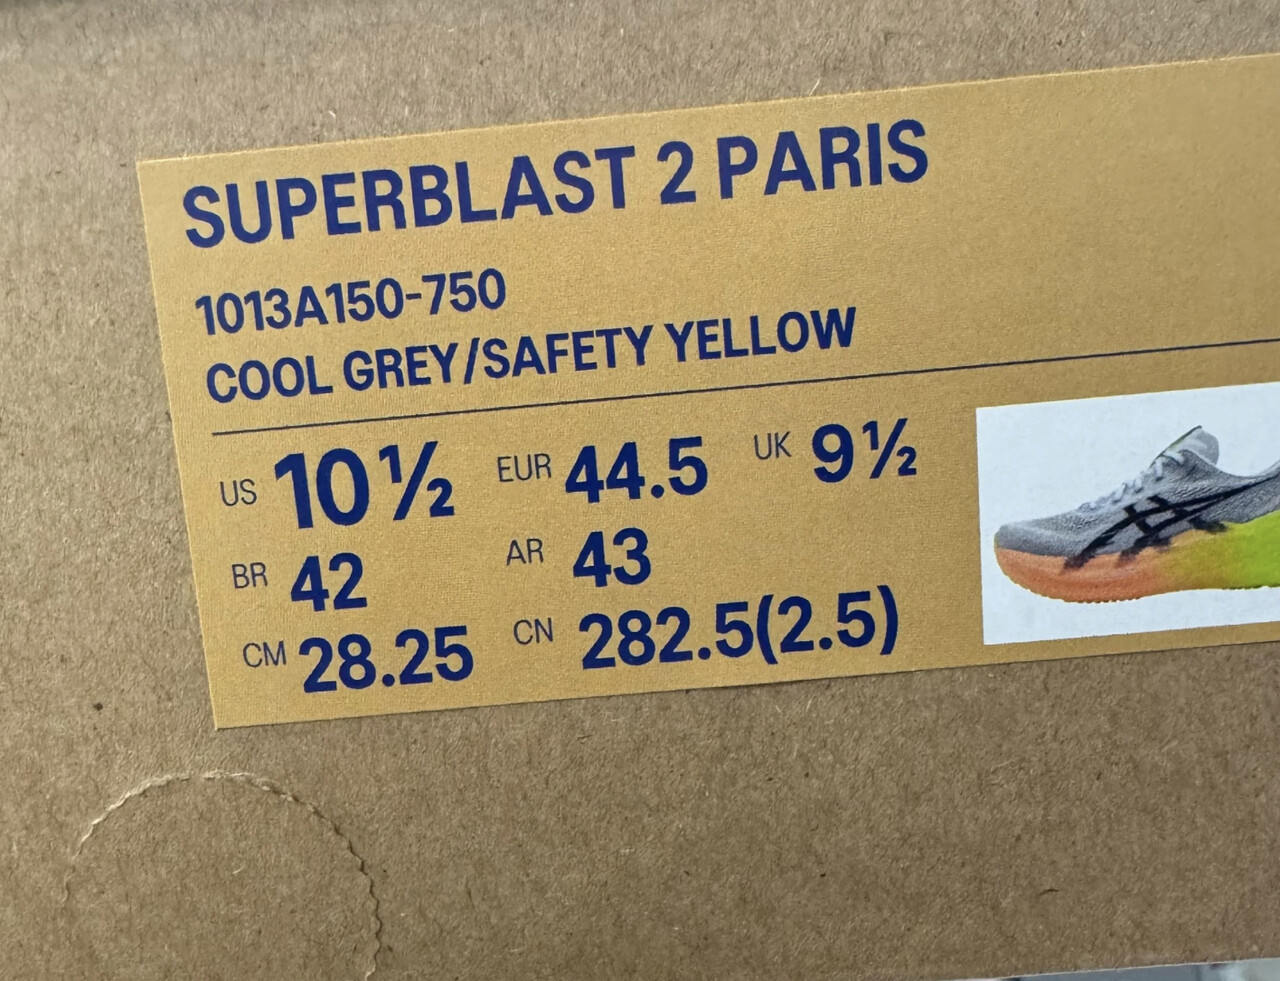 SUPERBLAST 2 PARIS
1013A150-750
COOL GREY/SAFETY YELLOW
US 10½ EUR 44.5 UK 9½
BR 42 AR 43
CM 28.25 CN 282.5(2.5)